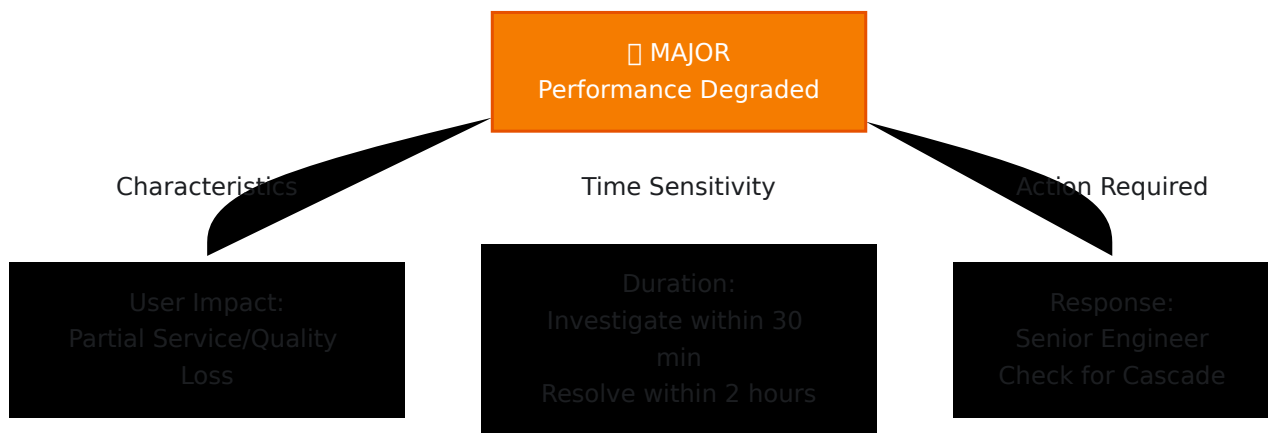 MAJOR
Performance Degraded
Characteristics
Time Sensitivity
Action Required
User Impact:
Partial Service/Quality
Loss
Duration:
Investigate within 30
min
Resolve within 2 hours
Response:
Senior Engineer
Check for Cascade